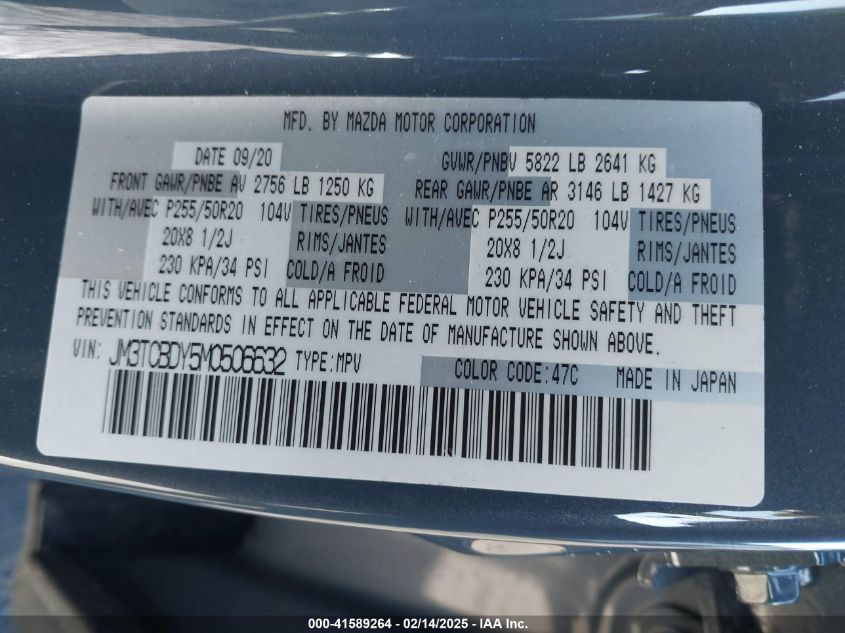 MFD. BY MAZDA MOTOR CORPORATION
DATE 09/20 GVWR/PNBV 5822 LB 2641 KG
FRONT GAWR/PNBE AV 2756 LB 1250 KG REAR GAWR/PNBE AR 3146 LB 1427 KG
WITH/AVEC P255/50R20 104V TIRES/PNEUS WITH/AVEC P255/50R20 104V TIRES/PNEUS
20X8 1/2J RIMS/JANTES 20X8 1/2J RIMS/JANTES
230 KPA/34 PSI COLD/A FROID 230 KPA/34 PSI COLD/A FROID
THIS VEHICLE CONFORMS TO ALL APPLICABLE FEDERAL MOTOR VEHICLE SAFETY AND THEFT
PREVENTION STANDARDS IN EFFECT ON THE DATE OF MANUFACTURE SHOWN ABOVE.
VIN: JM3TCBDY5M0506632 TYPE:MPV COLOR CODE:47C MADE IN JAPAN
000-41589264 - 02/14/2025 - IAA Inc.